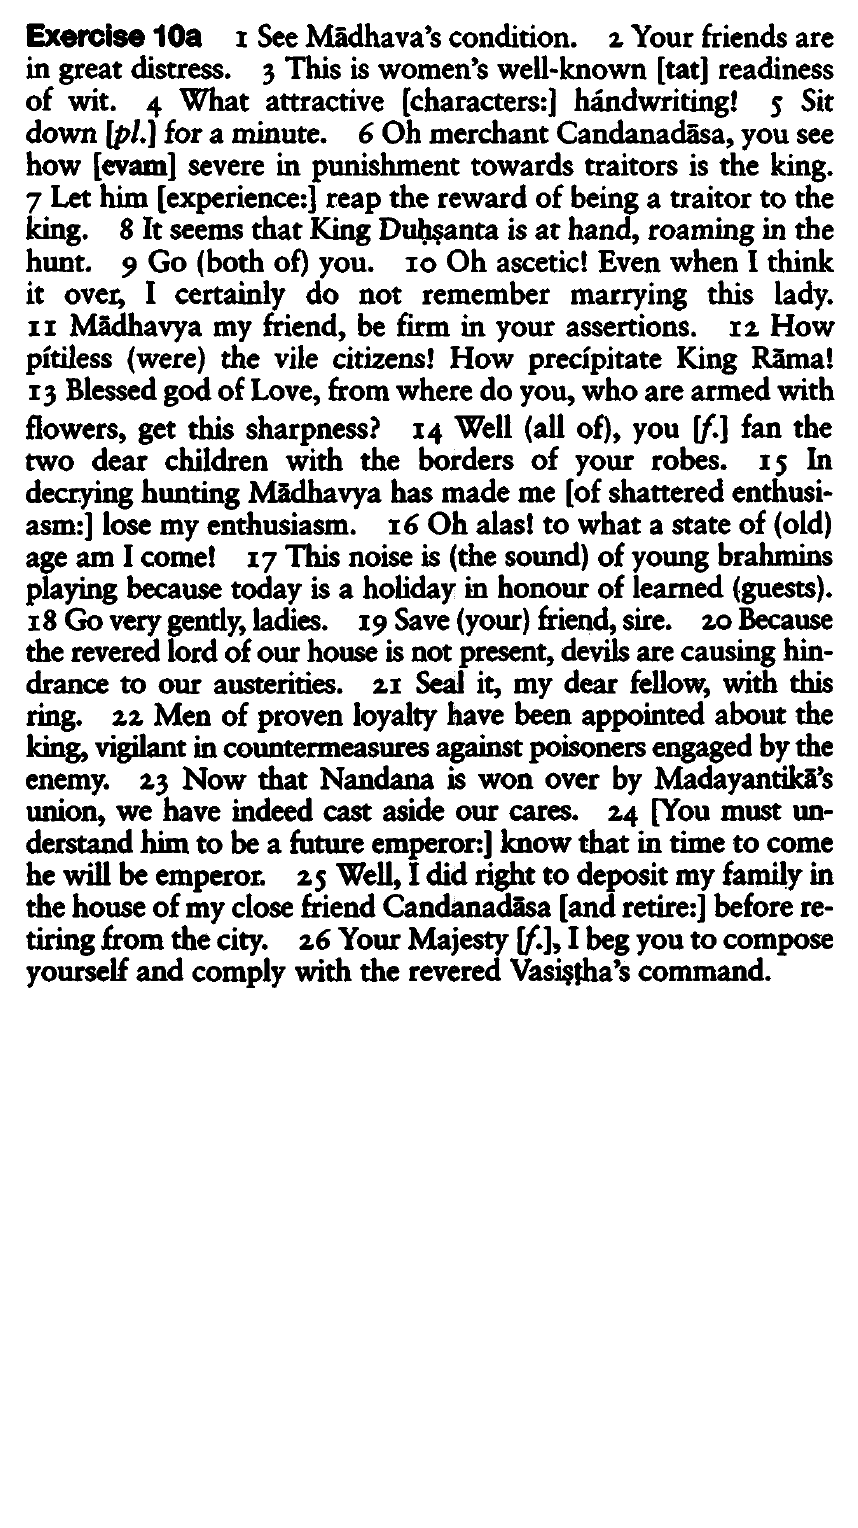 Exercise 10a 1 See Mādhava's condition. 2 Your friends are
in great distress. 3 This is women's well-known [tat] readiness
of wit. 4 What attractive [characters:] hándwriting! 5 Sit
down [pl.] for a minute. 6 Oh merchant Candanadāsa, you see
how [evam] severe in punishment towards traitors is the king.
7 Let him [experience:] reap the reward of being a traitor to the
king. 8 It seems that King Duḥṣanta is at hand, roaming in the
hunt. 9 Go (both of) you. 10 Oh ascetic! Even when I think
it over, I certainly do not remember marrying this lady.
11 Mādhavya my friend, be firm in your assertions. 12 How
pítiless (were) the vile citizens! How precípitate King Rāma!
13 Blessed god of Love, from where do you, who are armed with
flowers, get this sharpness? 14 Well (all of), you [f.] fan the
two dear children with the borders of your robes. 15 In
decrying hunting Mādhavya has made me [of shattered enthusi-
asm:] lose my enthusiasm. 16 Oh alas! to what a state of (old)
age am I come! 17 This noise is (the sound) of young brahmins
playing because today is a holiday in honour of learned (guests).
18 Go very gently, ladies. 19 Save (your) friend, sire. 20 Because
the revered lord of our house is not present, devils are causing hin-
drance to our austerities. 21 Seal it, my dear fellow, with this
ring. 22 Men of proven loyalty have been appointed about the
king, vigilant in countermeasures against poisoners engaged by the
enemy. 23 Now that Nandana is won over by Madayantikā's
union, we have indeed cast aside our cares. 24 [You must un-
derstand him to be a future emperor:] know that in time to come
he will be emperor. 25 Well, I did right to deposit my family in
the house of my close friend Candanadāsa [and retire:] before re-
tiring from the city. 26 Your Majesty [f.], I beg you to compose
yourself and comply with the revered Vasiṣṭha's command.